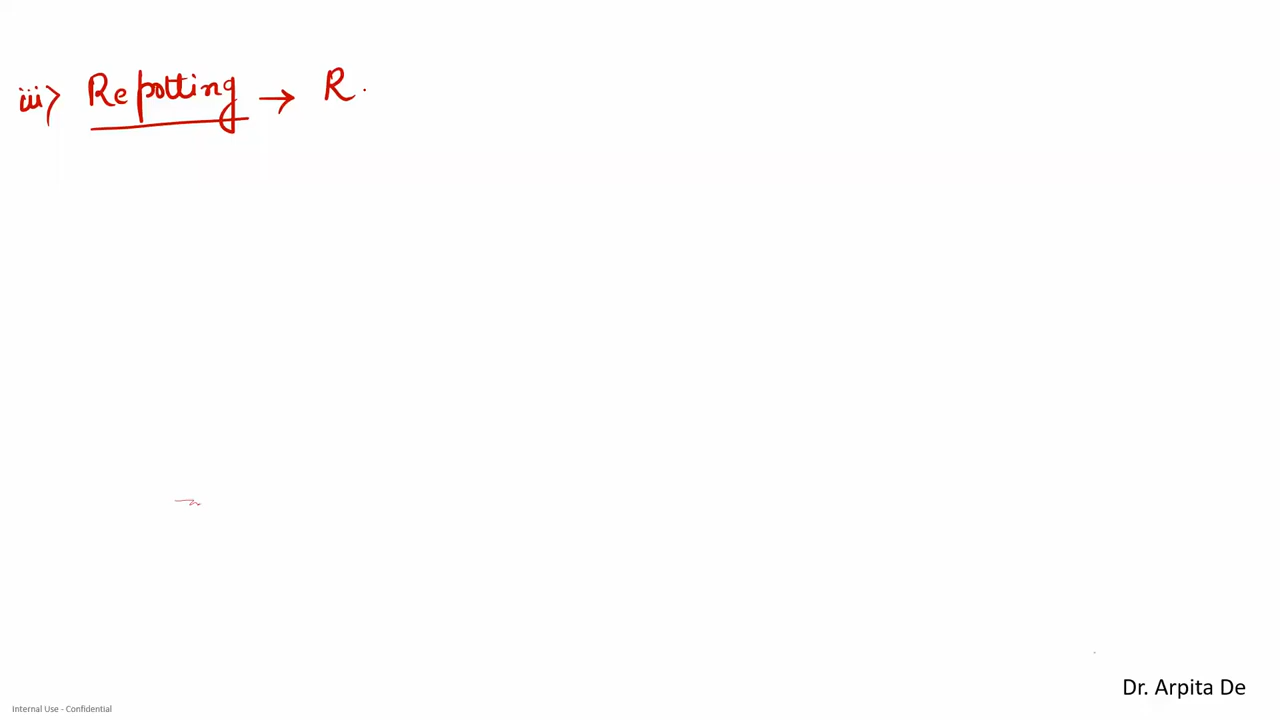 iii) Repotting → R.
Dr. Arpita De
Internal Use - Confidential